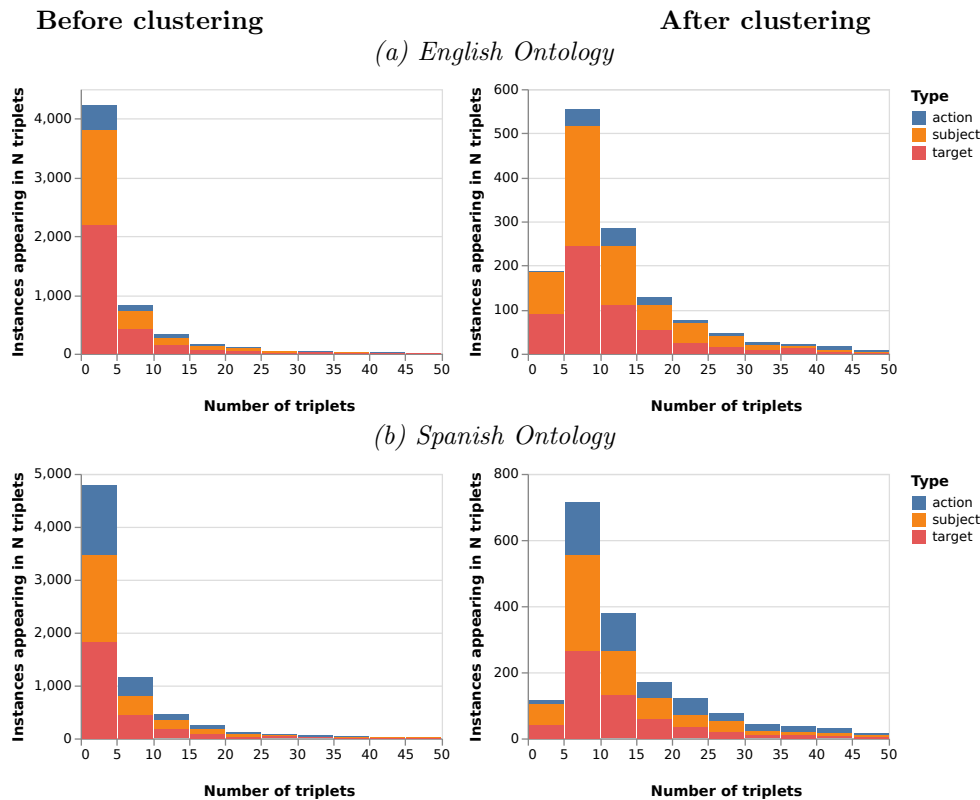 Before clustering
After clustering
(a) English Ontology
Instances appearing in N triplets
4,000
3,000
2,000
1,000
0
0 5 10 15 20 25 30 35 40 45 50
Number of triplets
Instances appearing in N triplets
600
500
400
300
200
100
0
0 5 10 15 20 25 30 35 40 45 50
Number of triplets
Type
action
subject
target
(b) Spanish Ontology
Instances appearing in N triplets
5,000
4,000
3,000
2,000
1,000
0
0 5 10 15 20 25 30 35 40 45 50
Number of triplets
Instances appearing in N triplets
800
600
400
200
0
0 5 10 15 20 25 30 35 40 45 50
Number of triplets
Type
action
subject
target